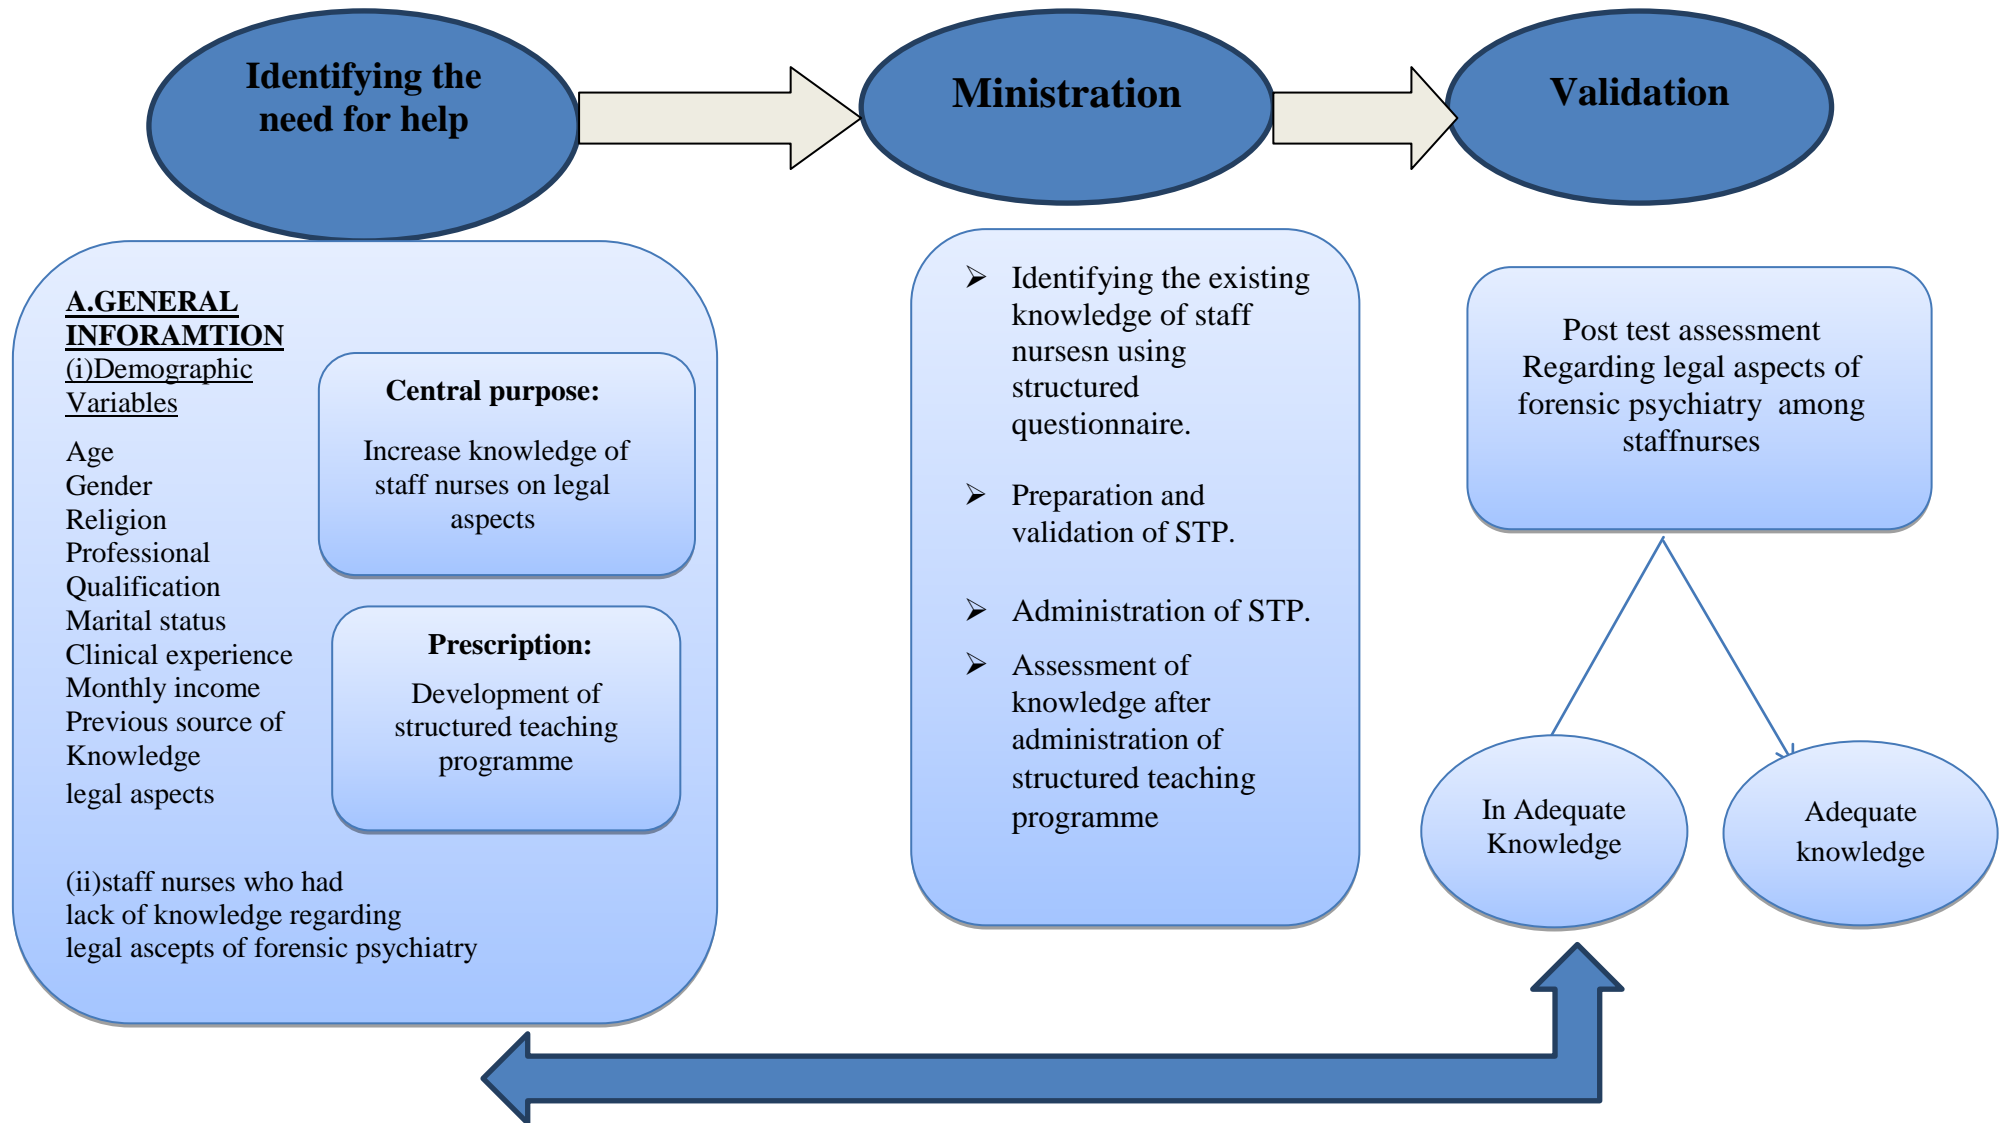 Identifying the
need for help
Ministration
Validation
A.GENERAL
INFORAMTION
(i)Demographic
Variables
Age
Gender
Religion
Professional
Qualification
Marital status
Clinical experience
Monthly income
Previous source of
Knowledge
legal aspects
(ii)staff nurses who had
lack of knowledge regarding
legal ascepts of forensic psychiatry
Central purpose:
Increase knowledge of
staff nurses on legal
aspects
Prescription:
Development of
structured teaching
programme
➢ Identifying the existing
knowledge of staff
nursesn using
structured
questionnaire.
➢ Preparation and
validation of STP.
➢ Administration of STP.
➢ Assessment of
knowledge after
administration of
structured teaching
programme
Post test assessment
Regarding legal aspects of
forensic psychiatry among
staffnurses
In Adequate
Knowledge
Adequate
knowledge